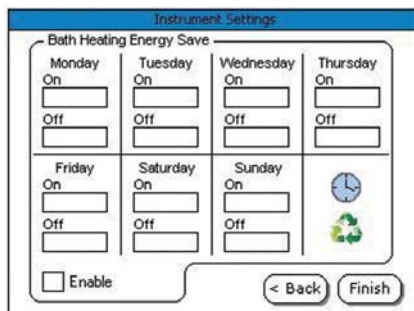 Instrument Settings
Bath Heating Energy Save
Monday Tuesday Wednesday Thursday
On On On On
Off Off Off Off
Friday Saturday Sunday
On On On
Off Off Off
Enable
< Back Finish